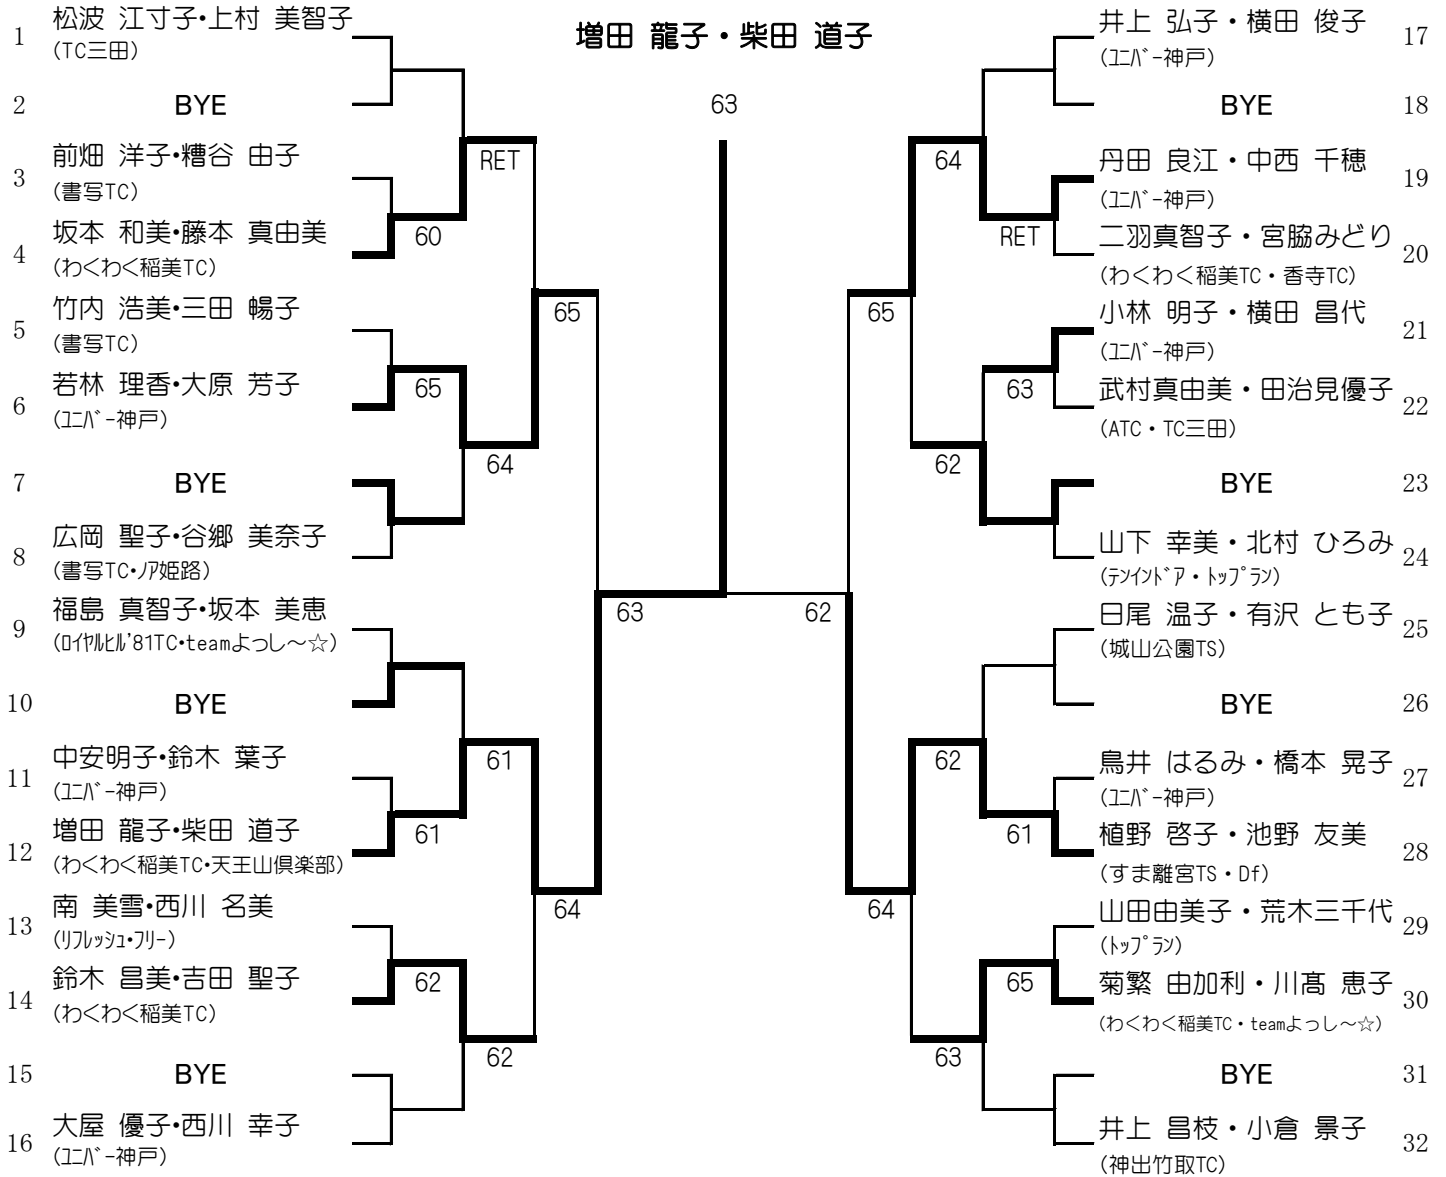 増田 龍子・柴田 道子
63
1 松波 江寸子・上村 美智子
(TC三田)
2 BYE
3 前畑 洋子・糟谷 由子
(書写TC)
4 坂本 和美・藤本 真由美
(わくわく稲美TC)
5 竹内 浩美・三田 暢子
(書写TC)
6 若林 理香・大原 芳子
(ﾕﾆﾊﾞｰ神戸)
7 BYE
8 広岡 聖子・谷郷 美奈子
(書写TC・ﾉｱ姫路)
9 福島 真智子・坂本 美恵
(ﾛｲﾔﾙﾋﾙ'81TC・teamよっし～☆)
10 BYE
11 中安明子・鈴木 葉子
(ﾕﾆﾊﾞｰ神戸)
12 増田 龍子・柴田 道子
(わくわく稲美TC・天王山倶楽部)
13 南 美雪・西川 名美
(ﾘﾌﾚｯｼｭ・ﾌﾘｰ)
14 鈴木 昌美・吉田 聖子
(わくわく稲美TC)
15 BYE
16 大屋 優子・西川 幸子
(ﾕﾆﾊﾞｰ神戸)
60
65
61
62
RET
64
61
62
65
64
63
62
65
64
64
62
62
63
RET
63
61
65
井上 弘子・横田 俊子 17
(ﾕﾆﾊﾞｰ神戸)
BYE 18
丹田 良江・中西 千穂 19
(ﾕﾆﾊﾞｰ神戸)
二羽真智子・宮脇みどり 20
(わくわく稲美TC・香寺TC)
小林 明子・横田 昌代 21
(ﾕﾆﾊﾞｰ神戸)
武村真由美・田治見優子 22
(ATC・TC三田)
BYE 23
山下 幸美・北村 ひろみ 24
(ﾃﾝｲﾝﾄﾞｱ・ﾄｯﾌﾟﾗﾝ)
日尾 温子・有沢 とも子 25
(城山公園TS)
BYE 26
鳥井 はるみ・橋本 晃子 27
(ﾕﾆﾊﾞｰ神戸)
植野 啓子・池野 友美 28
(すま離宮TS・Df)
山田由美子・荒木三千代 29
(ﾄｯﾌﾟﾗﾝ)
菊繁 由加利・川髙 恵子 30
(わくわく稲美TC・teamよっし～☆)
BYE 31
井上 昌枝・小倉 景子 32
(神出竹取TC)